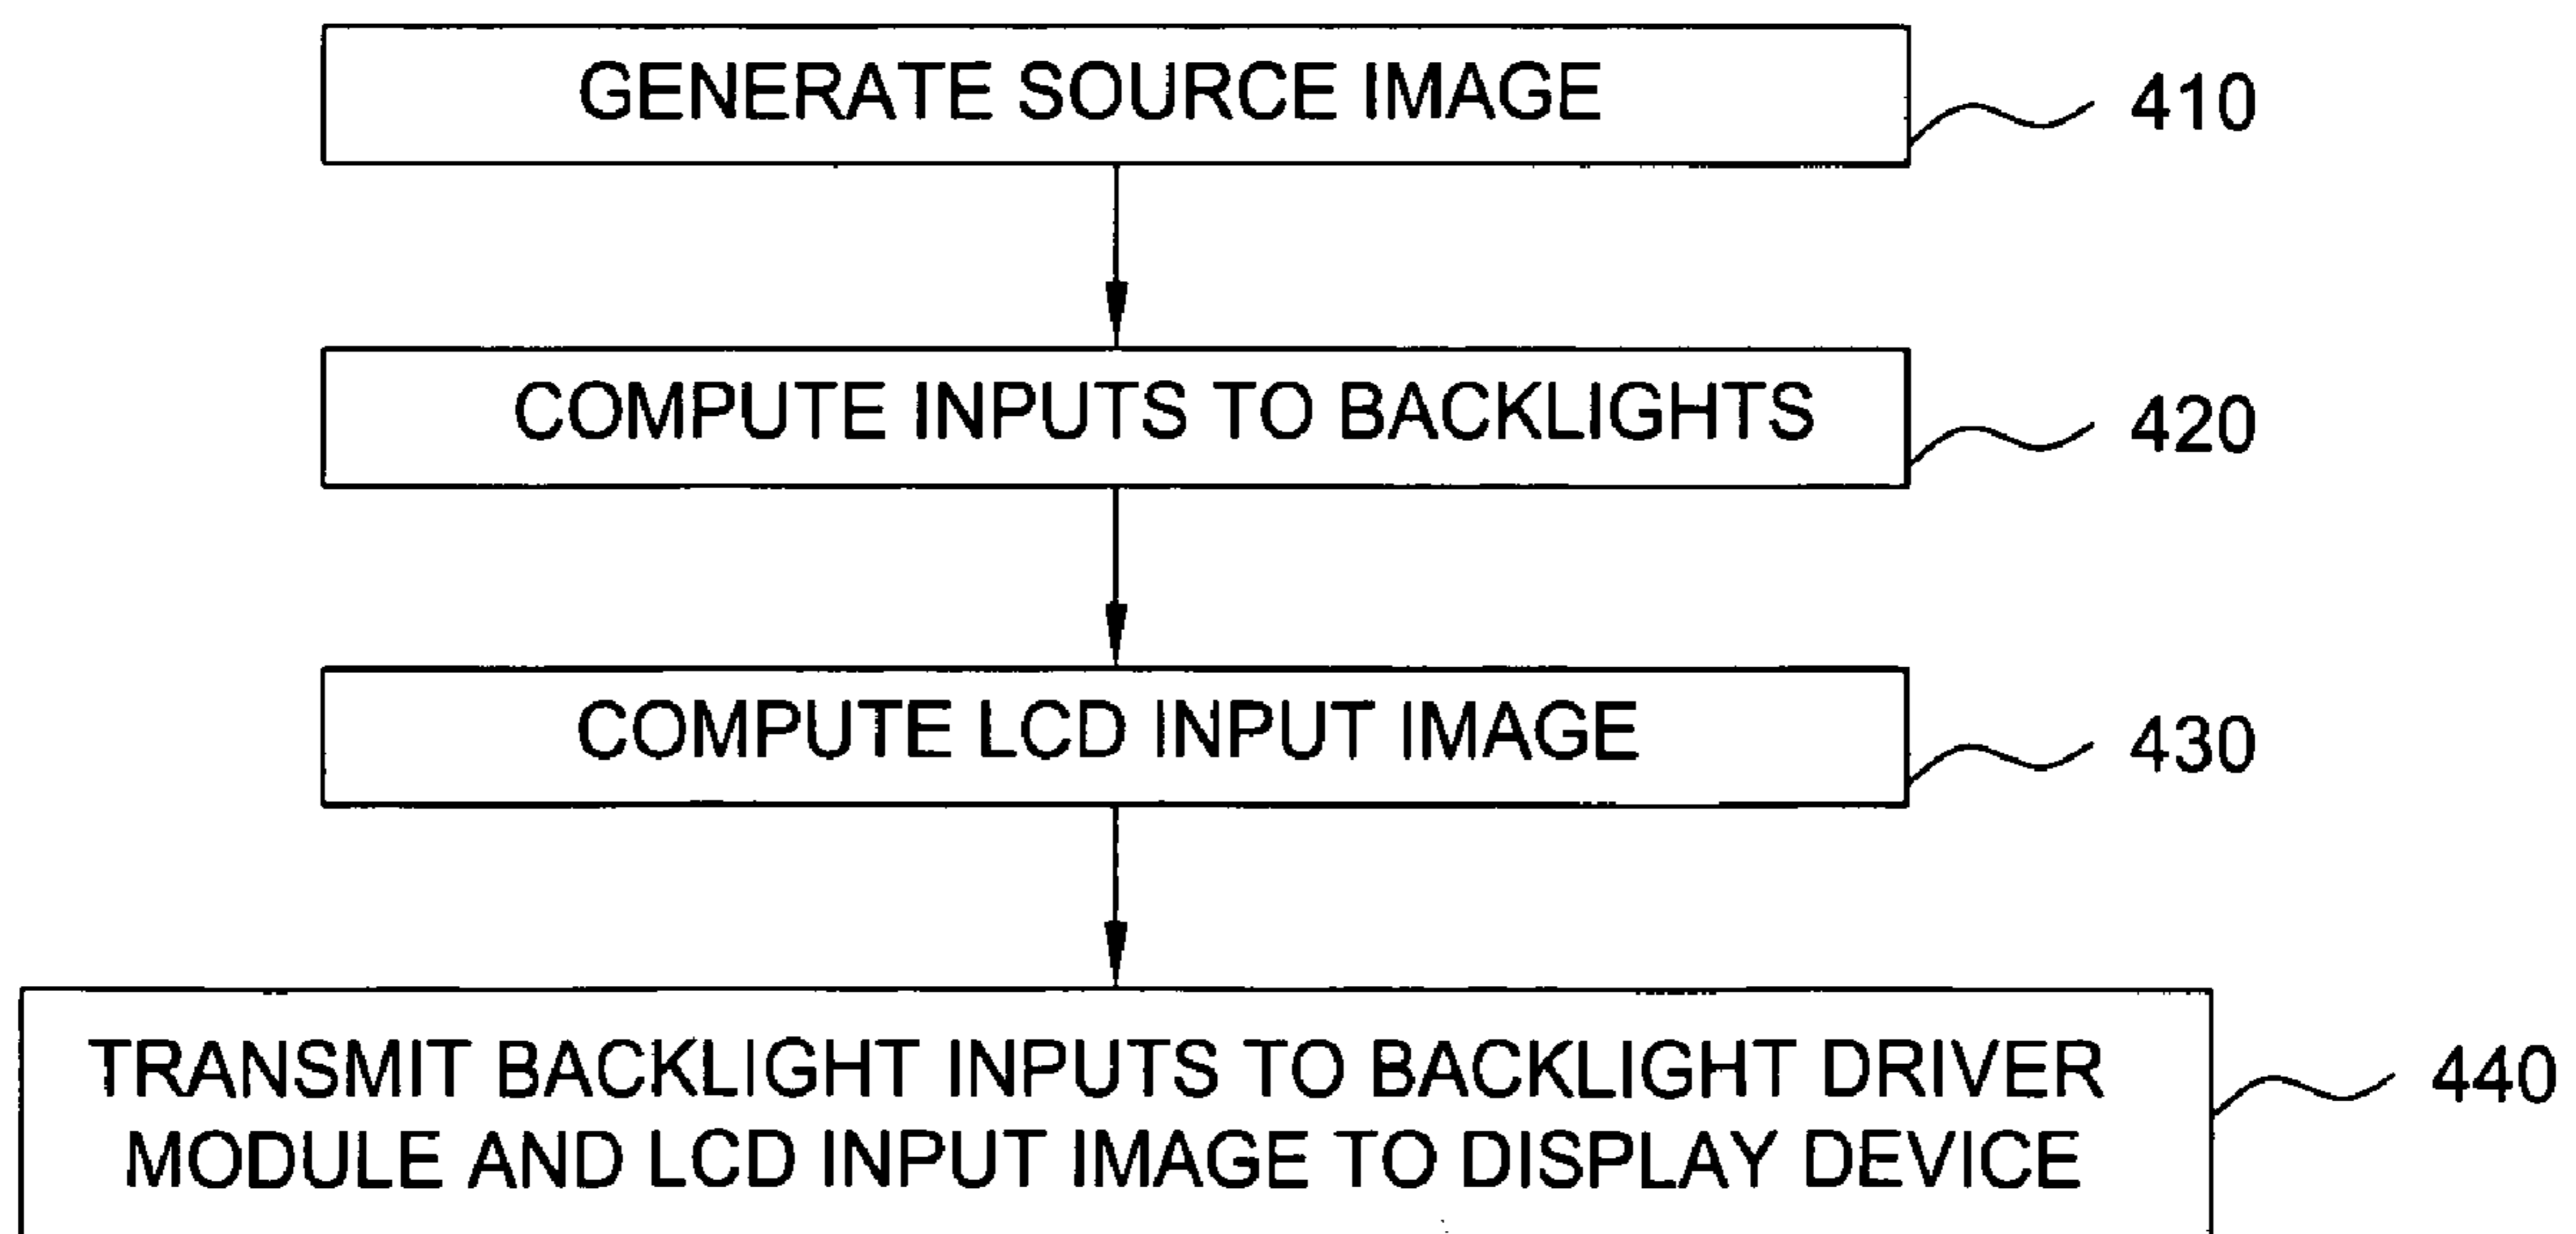 GENERATE SOURCE IMAGE
410
COMPUTE INPUTS TO BACKLIGHTS
420
COMPUTE LCD INPUT IMAGE
430
TRANSMIT BACKLIGHT INPUTS TO BACKLIGHT DRIVER
MODULE AND LCD INPUT IMAGE TO DISPLAY DEVICE
440